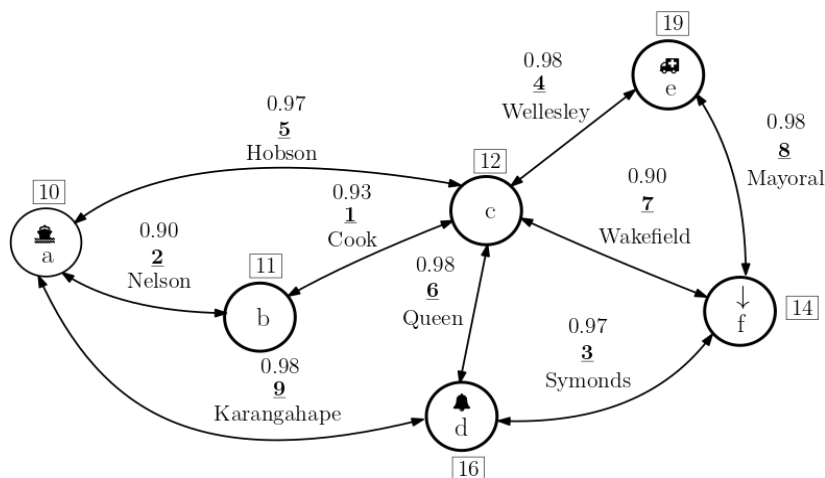 19
e
0.98
4
Wellesley
0.98
8
Mayoral
0.97
5
Hobson
12
c
0.93
1
Cook
0.90
7
Wakefield
10
a
0.90
2
Nelson
11
b
0.98
6
Queen
↓
f
14
0.97
3
Symonds
0.98
9
Karangahape
d
16